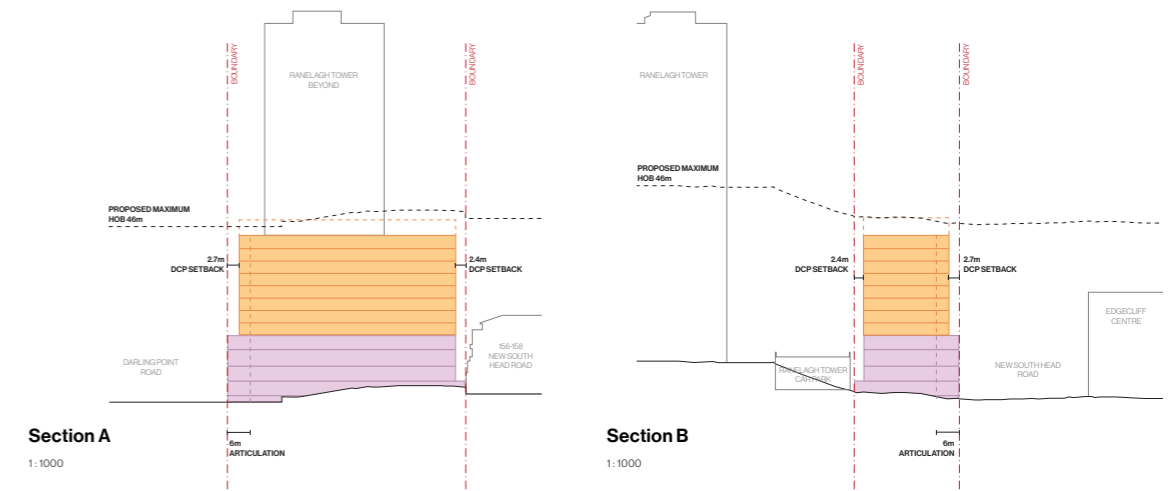 BOUNDARY
RANELAGH TOWER
BEYOND
BOUNDARY
PROPOSED MAXIMUM
HOB 46m
2.7m
DCP SETBACK
2.4m
DCP SETBACK
DARLING POINT
ROAD
156-158
NEW SOUTH
HEAD ROAD
Section A
1:1000
6m
ARTICULATION
RANELAGH TOWER
BOUNDARY
BOUNDARY
PROPOSED MAXIMUM
HOB 46m
2.4m
DCP SETBACK
2.7m
DCP SETBACK
EDGECLIFF
CENTRE
RANELAGH TOWER
CAR PARK
NEW SOUTH HEAD
ROAD
Section B
1:1000
6m
ARTICULATION